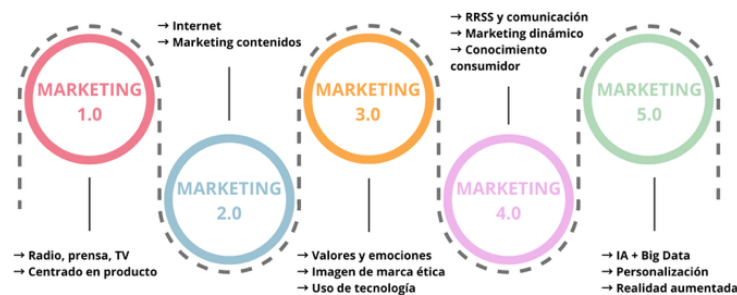 MARKETING
1.0
→ Radio, prensa, TV
→ Centrado en producto
→ Internet
→ Marketing contenidos
MARKETING
2.0
MARKETING
3.0
→ Valores y emociones
→ Imagen de marca ética
→ Uso de tecnología
→ RRSS y comunicación
→ Marketing dinámico
→ Conocimiento
consumidor
MARKETING
4.0
MARKETING
5.0
→ IA + Big Data
→ Personalización
→ Realidad aumentada